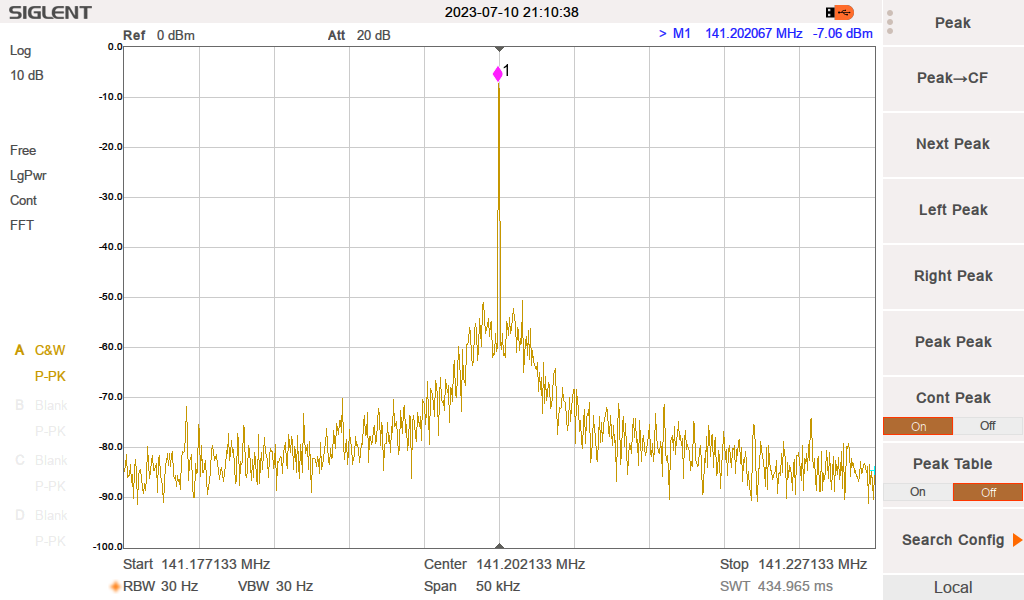 SIGLENT
2023-07-10 21:10:38
Ref 0 dBm
Att 20 dB
> M1 141.202067 MHz -7.06 dBm
Log
10 dB
Free
LgPwr
Cont
FFT
A C&W
P-PK
B Blank
P-PK
C Blank
P-PK
D Blank
P-PK
0.0
-10.0
-20.0
-30.0
-40.0
-50.0
-60.0
-70.0
-80.0
-90.0
-100.0
1
Start 141.177133 MHz
Center 141.202133 MHz
Stop 141.227133 MHz
RBW 30 Hz
VBW 30 Hz
Span 50 kHz
SWT 434.965 ms
Peak
Peak→CF
Next Peak
Left Peak
Right Peak
Peak Peak
Cont Peak
On Off
Peak Table
On Off
Search Config
Local